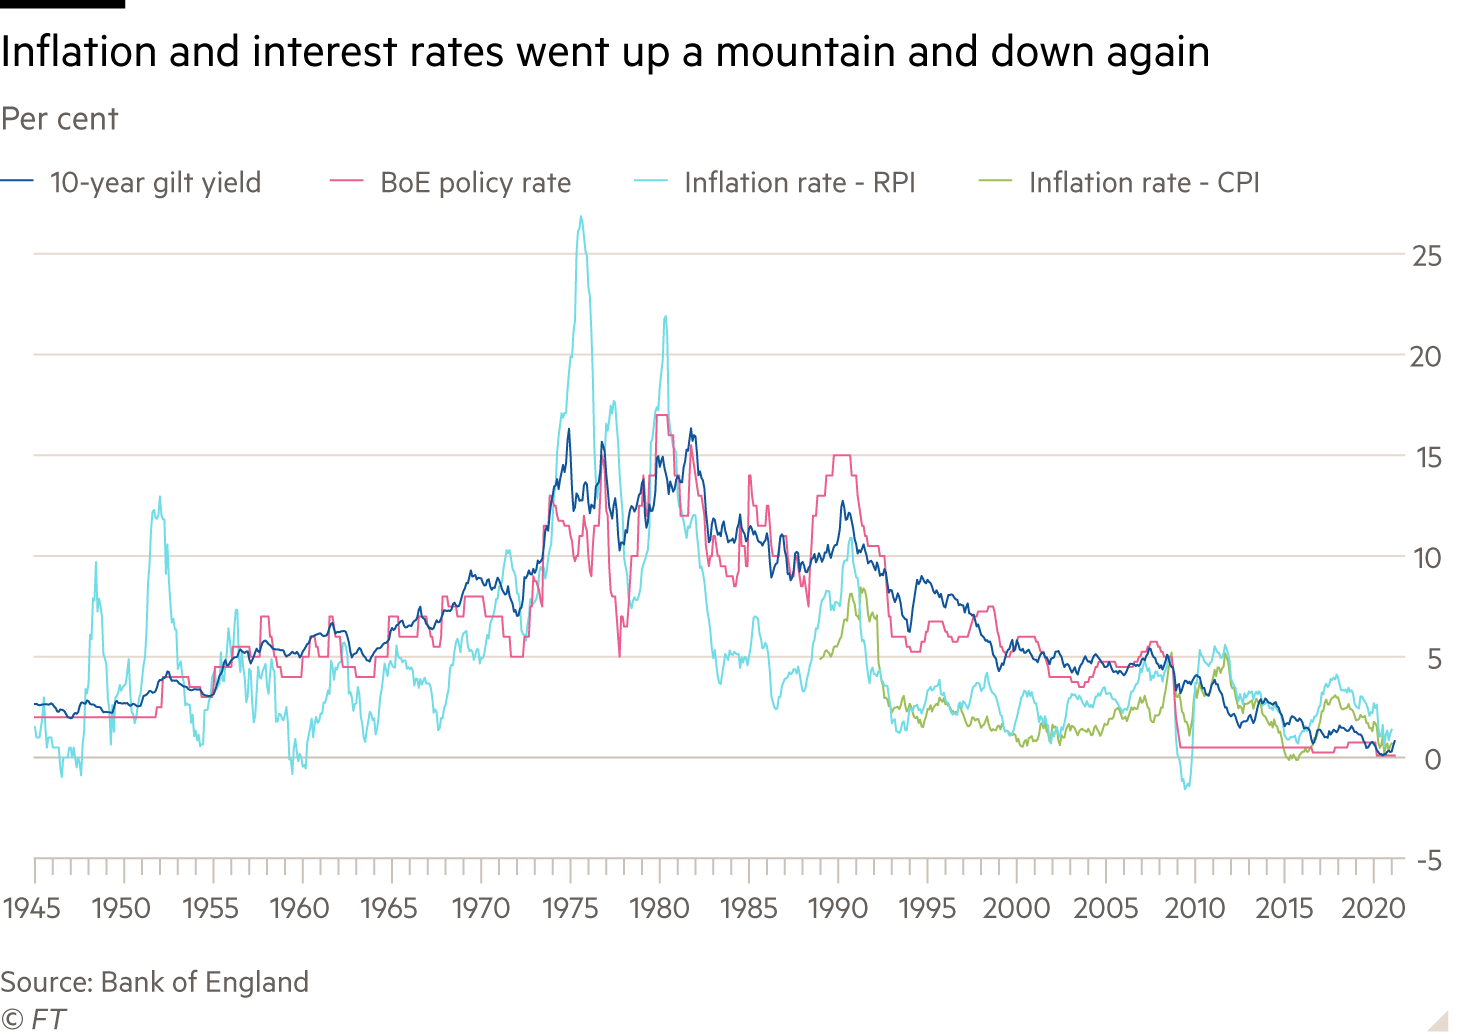 Inflation and interest rates went up a mountain and down again
Per cent
10-year gilt yield BoE policy rate Inflation rate - RPI Inflation rate - CPI
25
20
15
10
5
0
-5
1945 1950 1955 1960 1965 1970 1975 1980 1985 1990 1995 2000 2005 2010 2015 2020
Source: Bank of England
© FT